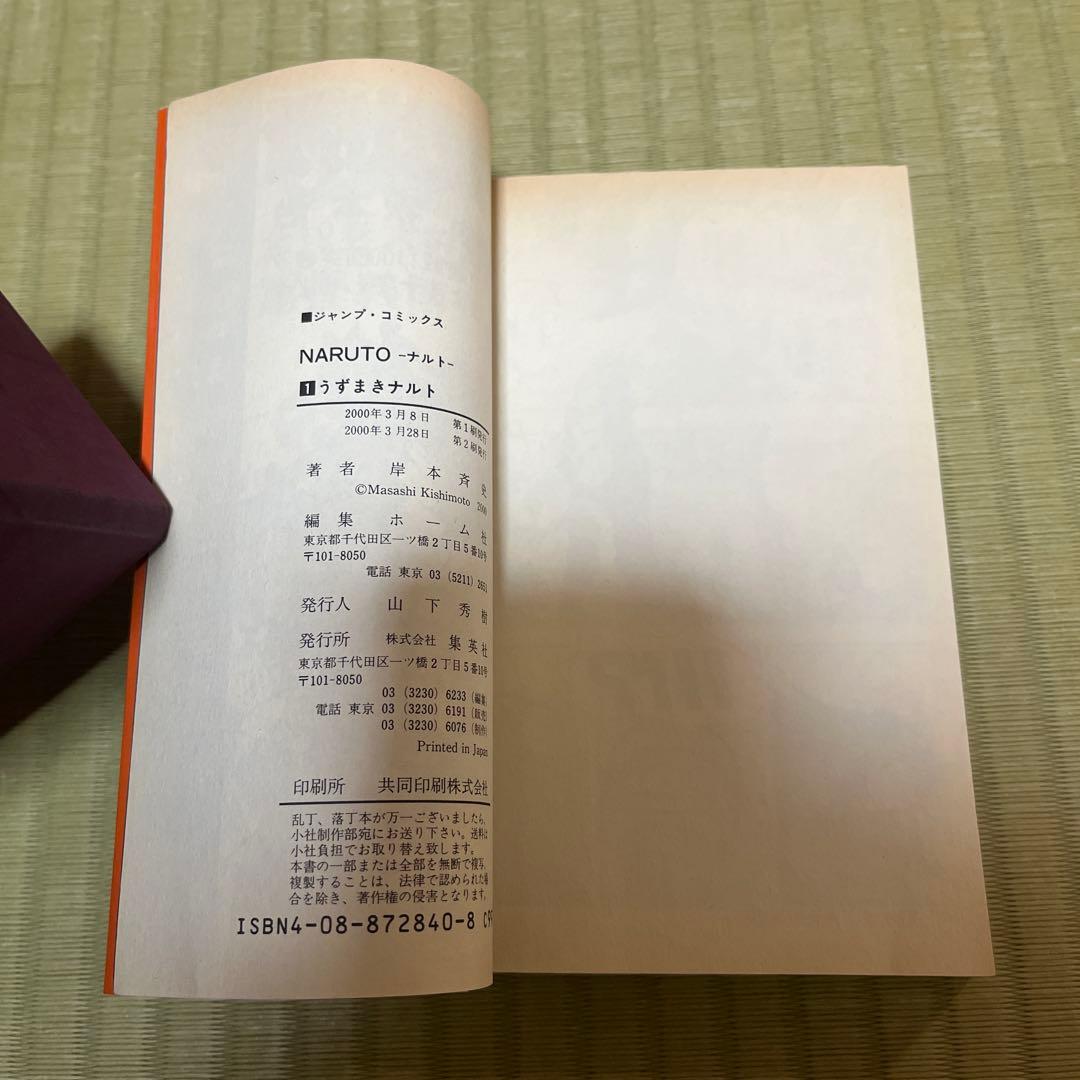 ■ジャンプ・コミックス
NARUTO -ナルト-
1うずまきナルト
2000年3月8日 第1刷発行
2000年3月28日 第2刷発行
著者 岸本斉史
©Masashi Kishimoto 2000
編集 ホーム社
東京都千代田区一ツ橋2丁目5番10号
〒101-8050
電話 東京 03 (5211) 2651
発行人 山下秀樹
発行所 株式会社 集英社
東京都千代田区一ツ橋2丁目5番10号
〒101-8050
03 (3230) 6233 (編集)
電話 東京 03 (3230) 6191 (販売)
03 (3230) 6076 (制作)
Printed in Japan
印刷所 共同印刷株式会社
乱丁、落丁本が万一ございましたら、
小社制作部宛にお送り下さい。送料は
小社負担でお取り替え致します。
本書の一部または全部を無断で複写、
複製することは、法律で認められた場
合を除き、著作権の侵害となります。
ISBN4-08-872840-8